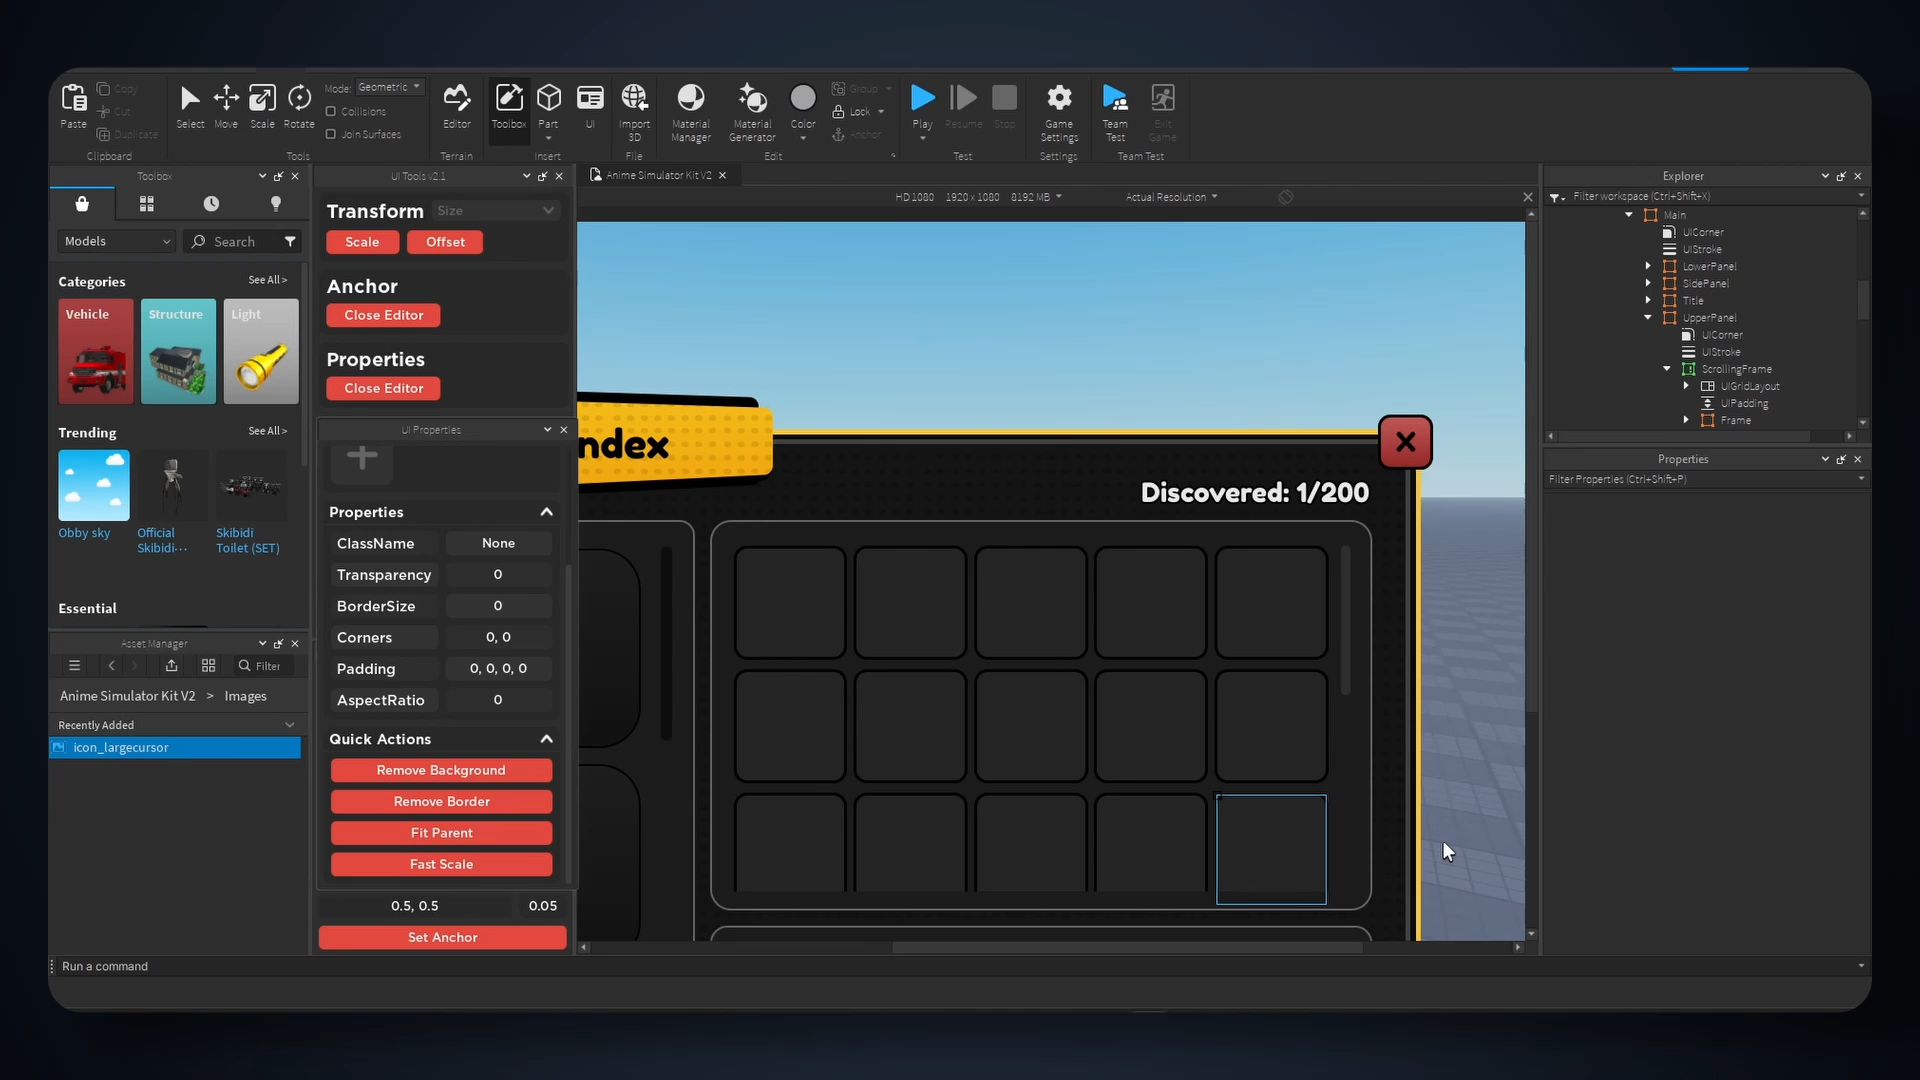 Paste
Copy
Cut
Duplicate
Clipboard
Select
Move
Scale
Rotate
Mode: Geometric
Collisions
Join Surfaces
Tools
Editor
Terrain
Toolbox
Part
UI
Insert
Import
3D
File
Material
Manager
Material
Generator
Color
Group
Lock
Anchor
Edit
Play
Resume
Stop
Test
Game
Settings
Settings
Team
Test
Exit
Game
Team Test
Toolbox
Models
Search
Categories
See All >
Vehicle
Structure
Light
Trending
See All >
Obby sky
Official
Skibidi...
Skibidi
Toilet (SET)
Essential
Asset Manager
Filter
Anime Simulator Kit V2 > Images
Recently Added
icon_largecursor
UI Tools v2.1
Transform
Size
Scale
Offset
Anchor
Close Editor
Properties
Close Editor
UI Properties
+
Properties
ClassName
None
Transparency
0
BorderSize
0
Corners
0, 0
Padding
0, 0, 0, 0
AspectRatio
0
Quick Actions
Remove Background
Remove Border
Fit Parent
Fast Scale
0.5, 0.5
0.05
Set Anchor
Anime Simulator Kit V2
HD 1080 1920 x 1080 8192 MB
Actual Resolution
ndex
X
Discovered: 1/200
Explorer
Filter workspace (Ctrl+Shift+X)
Main
UICorner
UIStroke
LowerPanel
SidePanel
Title
UpperPanel
UICorner
UIStroke
ScrollingFrame
UIGridLayout
UIPadding
Frame
Properties
Filter Properties (Ctrl+Shift+P)
Run a command